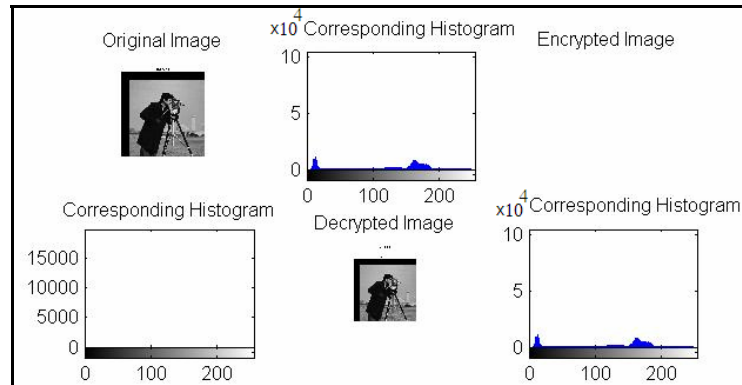 Original Image
x10^4 Corresponding Histogram
10
5
0
0 100 200
Encrypted Image
Corresponding Histogram
15000
10000
5000
0
0 100 200
Decrypted Image
x10^4 Corresponding Histogram
10
5
0
0 100 200